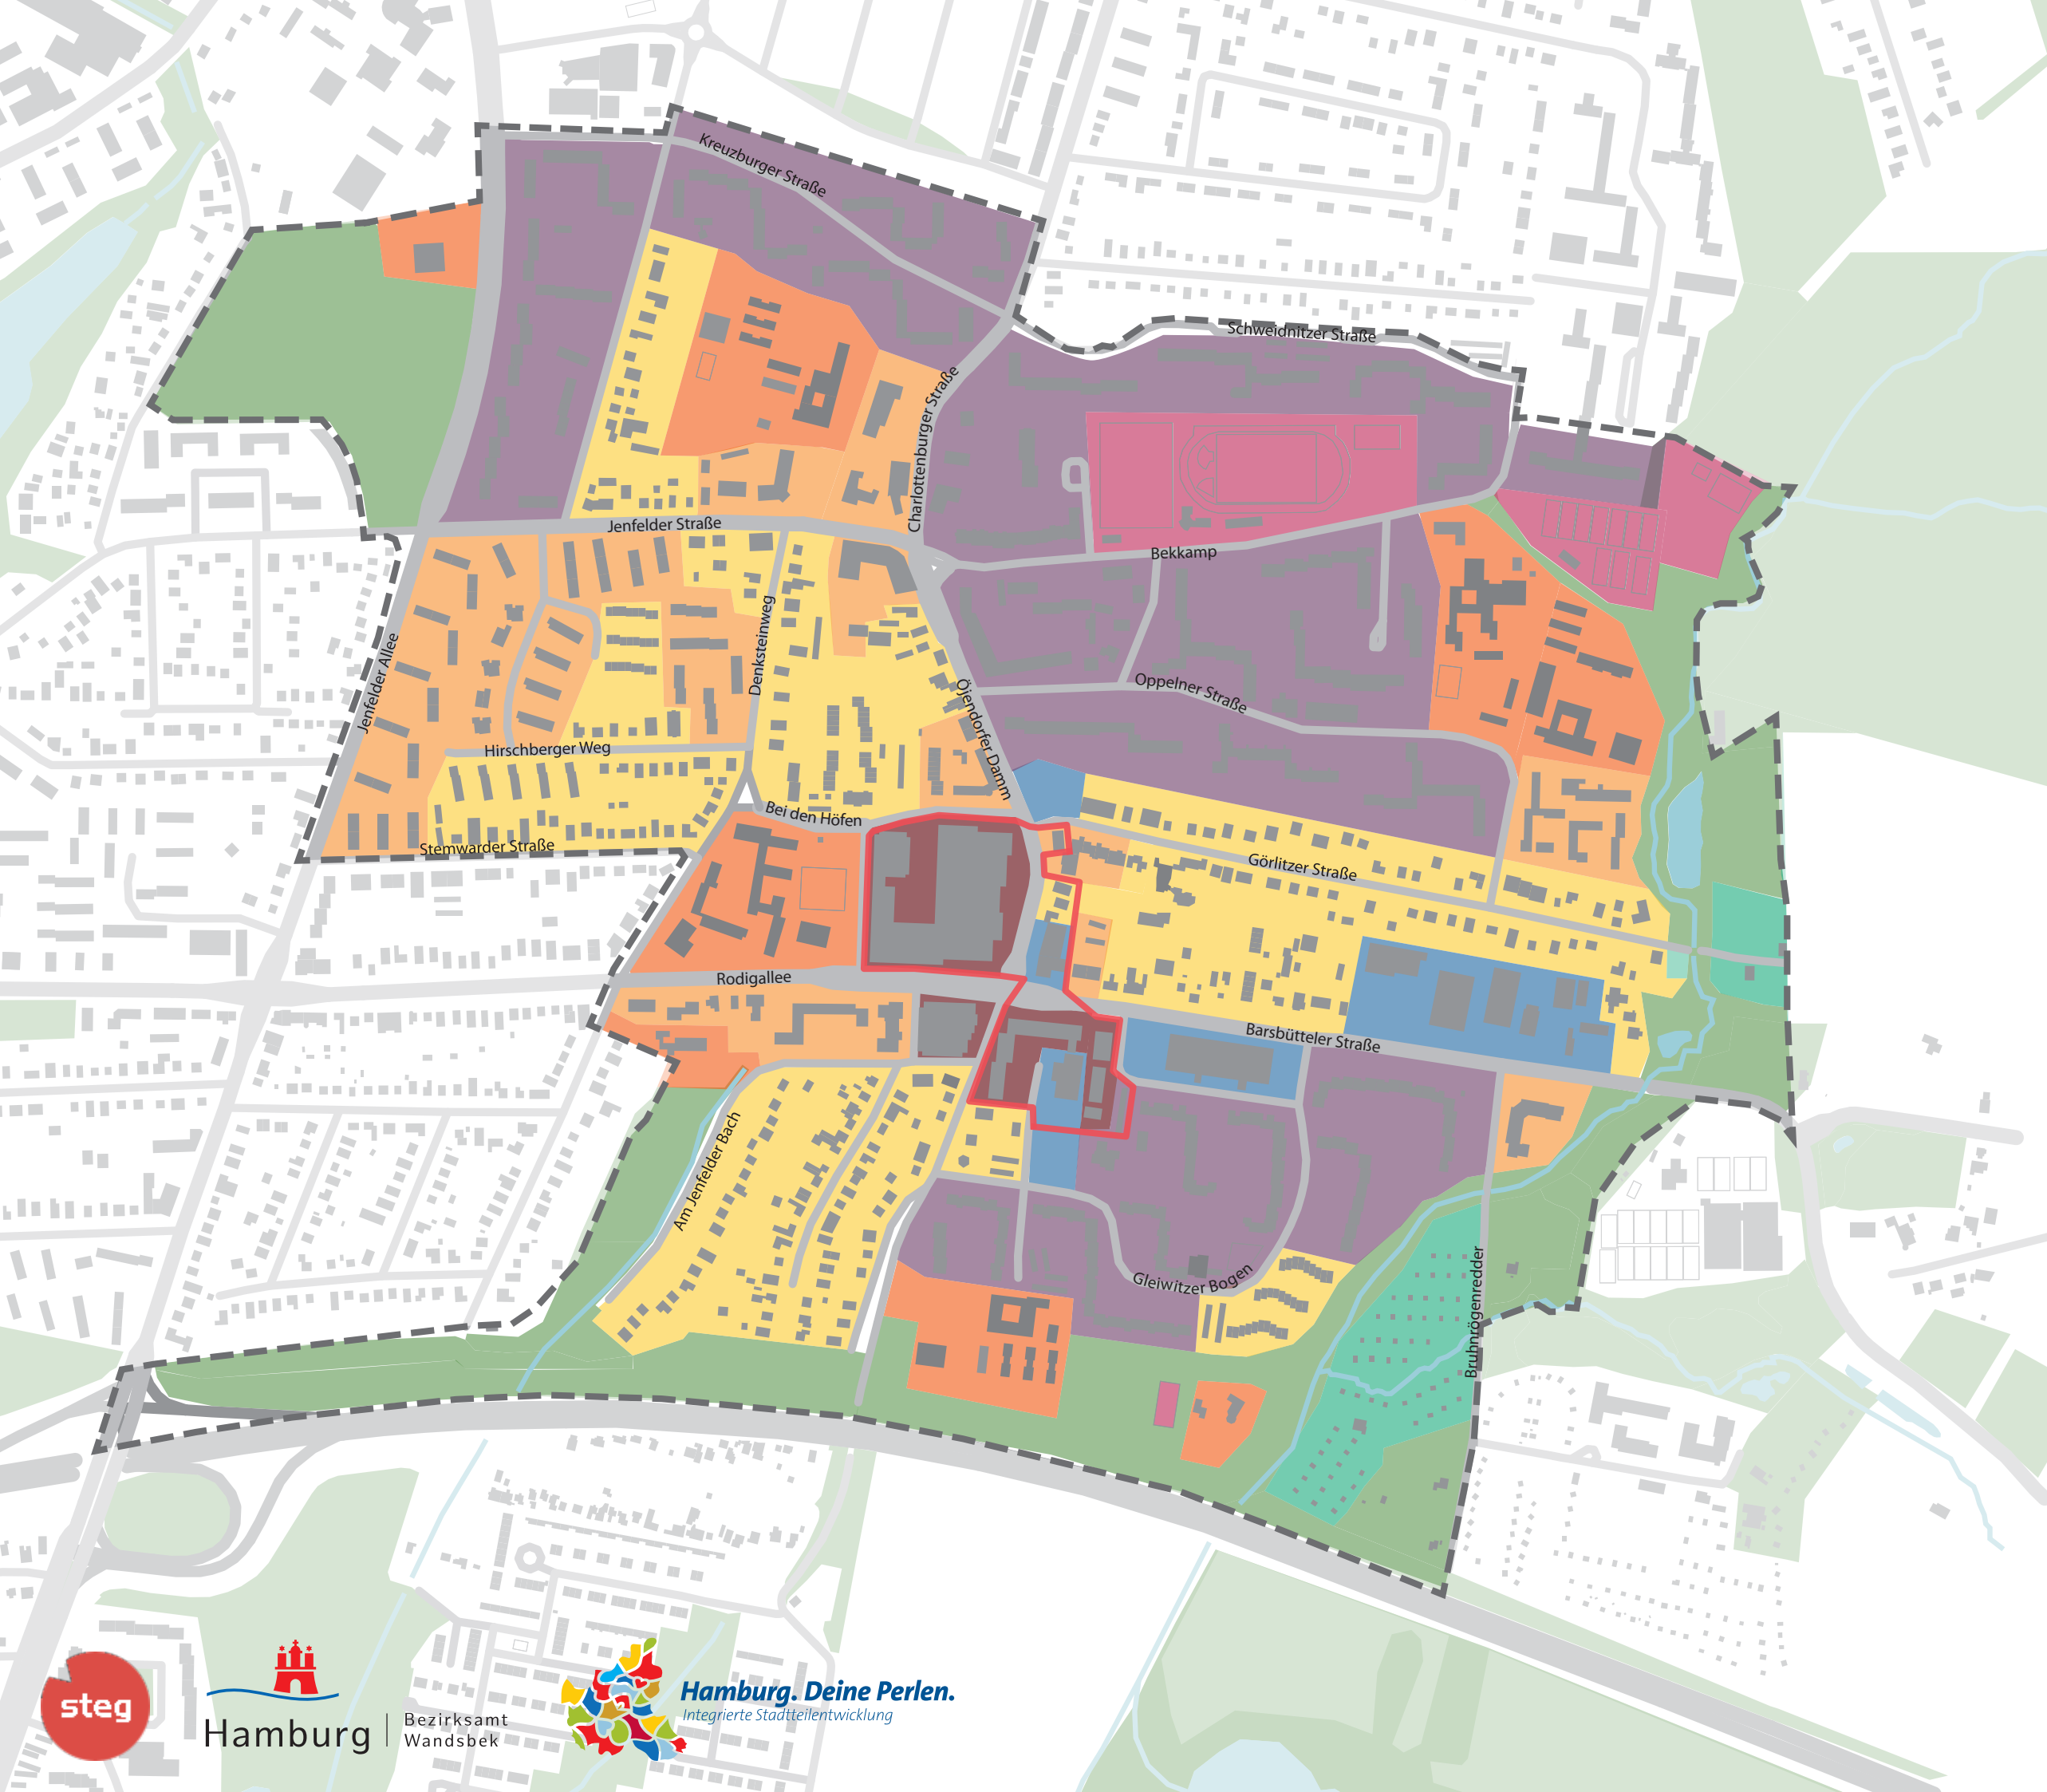 Kreuzburger Straße
Schweidnitzer Straße
Charlottenburger Straße
Jenfelder Straße
Bekkamp
Denksteinweg
Jenfelder Allee
Öjendorfer Damm
Oppelner Straße
Hirschberger Weg
Bei den Höfen
Stemwarder Straße
Görlitzer Straße
Rodigallee
Barsbütteler Straße
Am Jenfelder Bach
Gleiwitzer Bogen
Bruhnrögenredder
steg
Hamburg
Bezirksamt
Wandsbek
Hamburg. Deine Perlen.
Integrierte Stadtteilentwicklung